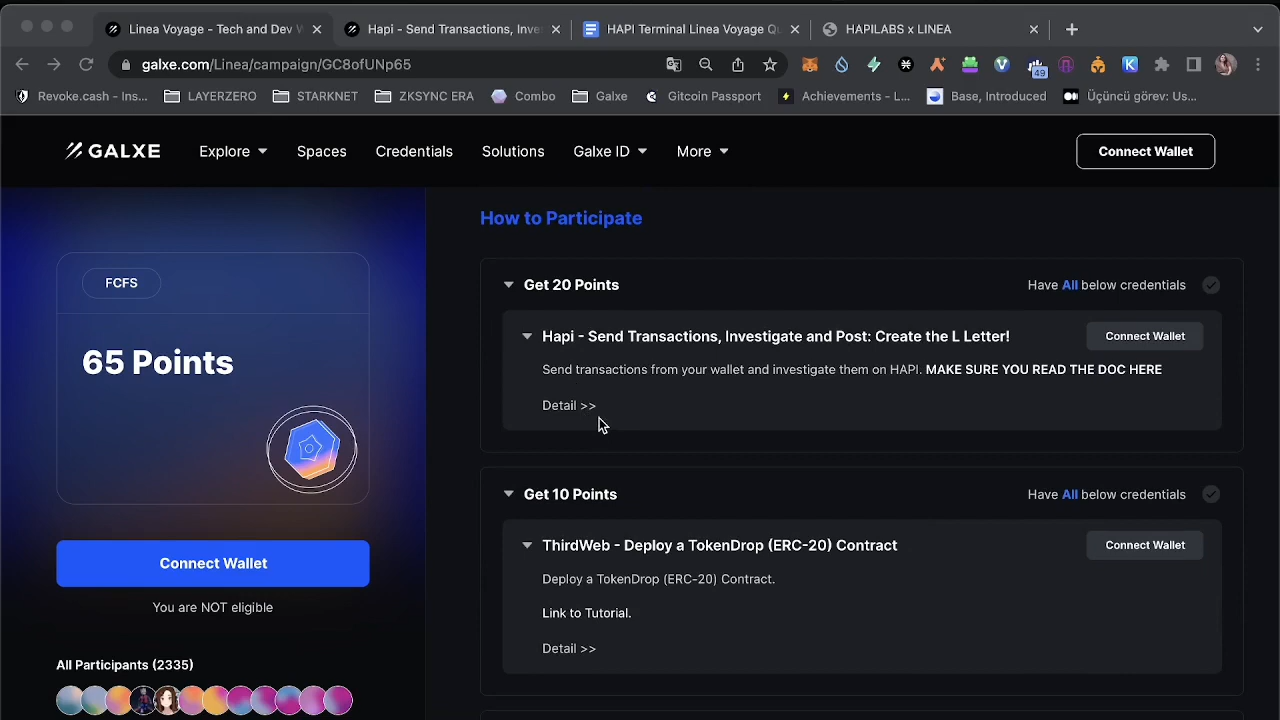 Linea Voyage - Tech and Dev W
Hapi - Send Transactions, Inves
HAPI Terminal Linea Voyage Qu
HAPILABS x LINEA
galxe.com/Linea/campaign/GC8ofUNp65
49
Revoke.cash - Ins...
LAYERZERO
STARKNET
ZKSYNC ERA
Combo
Galxe
Gitcoin Passport
Achievements - L...
Base, Introduced
Üçüncü görev: Us...
GALXE
Explore
Spaces
Credentials
Solutions
Galxe ID
More
Connect Wallet
FCFS
65 Points
Connect Wallet
You are NOT eligible
All Participants (2335)
How to Participate
Get 20 Points
Have All below credentials
Hapi - Send Transactions, Investigate and Post: Create the L Letter!
Connect Wallet
Send transactions from your wallet and investigate them on HAPI. MAKE SURE YOU READ THE DOC HERE
Detail >>
Get 10 Points
Have All below credentials
ThirdWeb - Deploy a TokenDrop (ERC-20) Contract
Connect Wallet
Deploy a TokenDrop (ERC-20) Contract.
Link to Tutorial.
Detail >>